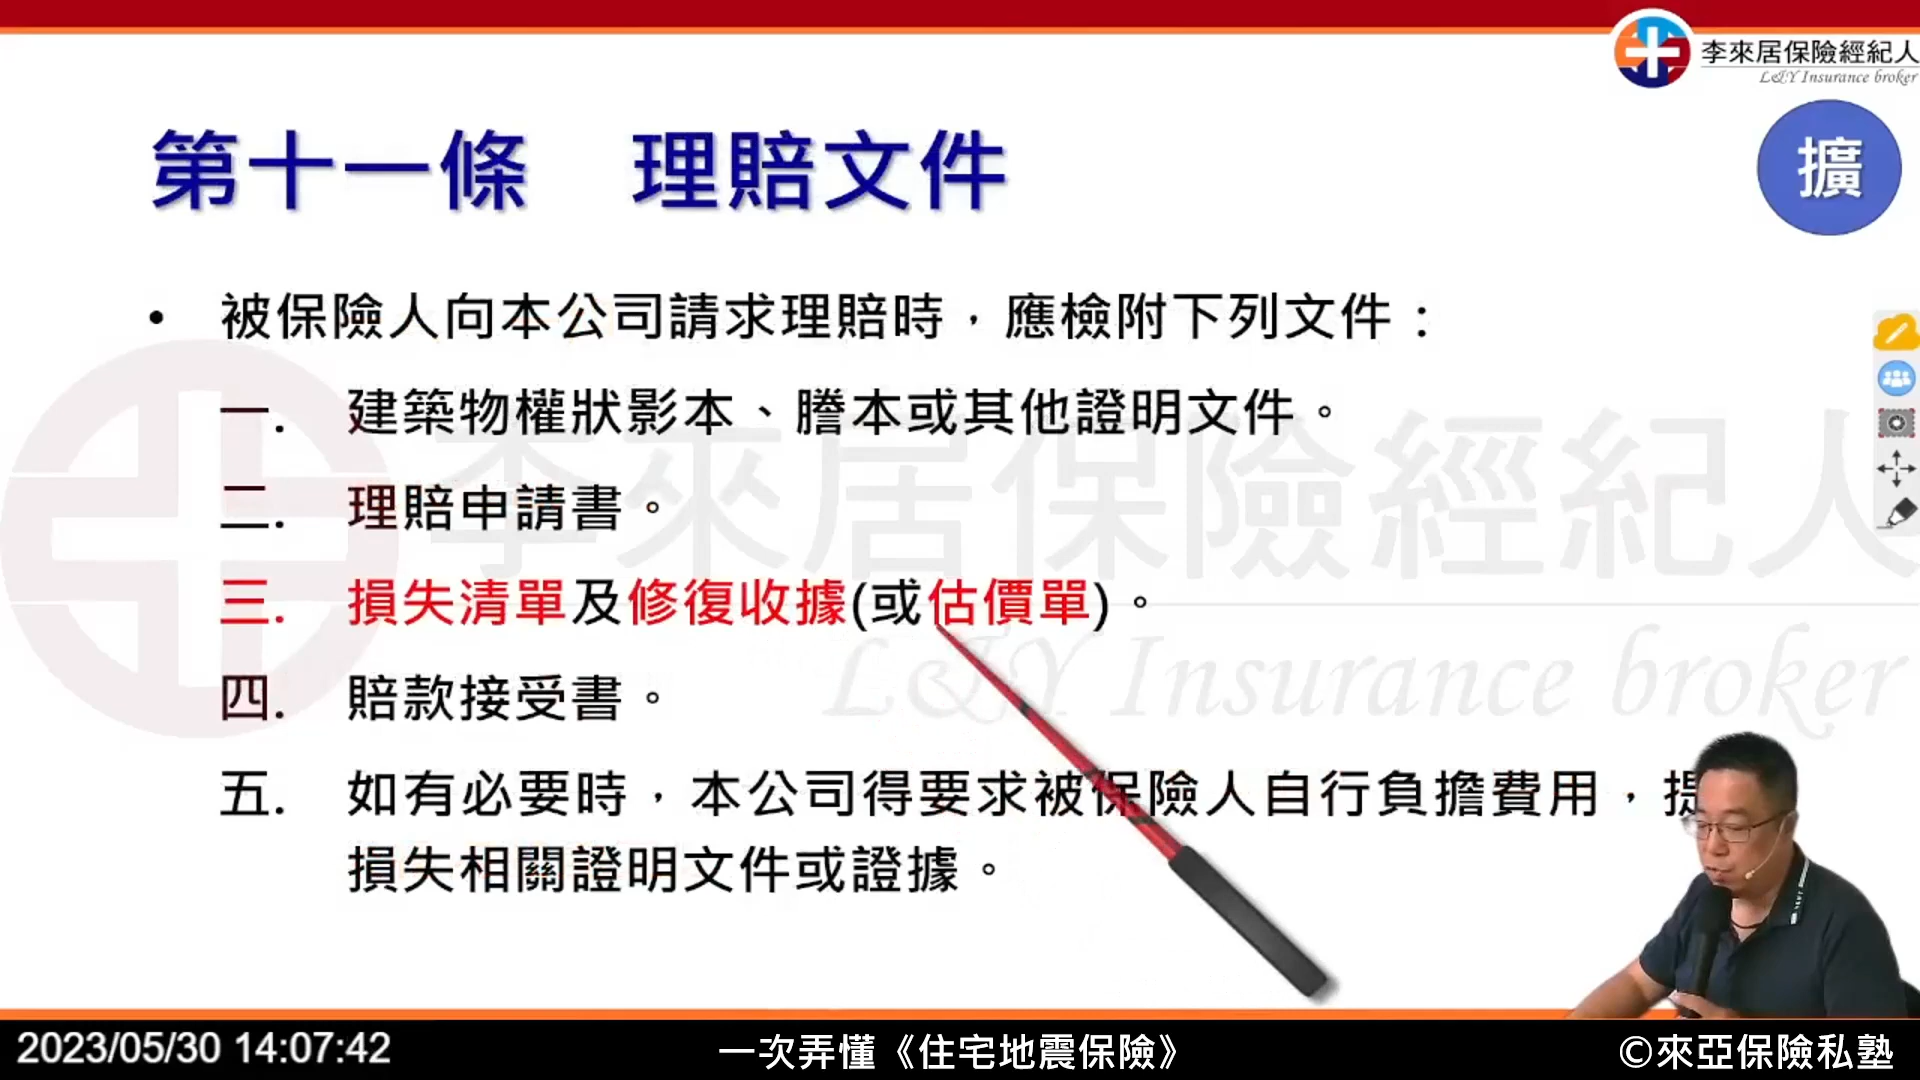 李來居保險經紀人
L&Y Insurance broker
擴
第十一條 理賠文件
• 被保險人向本公司請求理賠時，應檢附下列文件：
一. 建築物權狀影本、謄本或其他證明文件。
二. 理賠申請書。
三. 損失清單及修復收據(或估價單)。
四. 賠款接受書。
五. 如有必要時，本公司得要求被保險人自行負擔費用，提
損失相關證明文件或證據。
李來居保險經紀人
L&Y Insurance broker
2023/05/30 14:07:42
一次弄懂《住宅地震保險》
©來亞保險私塾